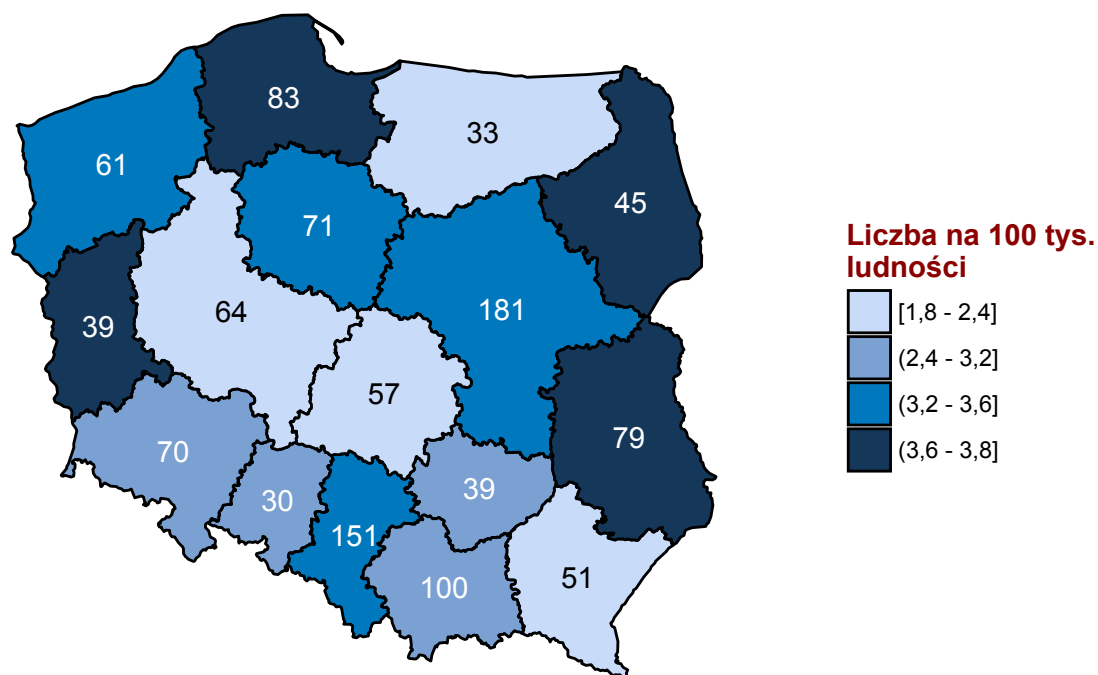 83
33
61
45
71
181
64
39
57
79
70
39
30
151
100
51
Liczba na 100 tys.
ludności
[1,8 - 2,4]
(2,4 - 3,2]
(3,2 - 3,6]
(3,6 - 3,8]